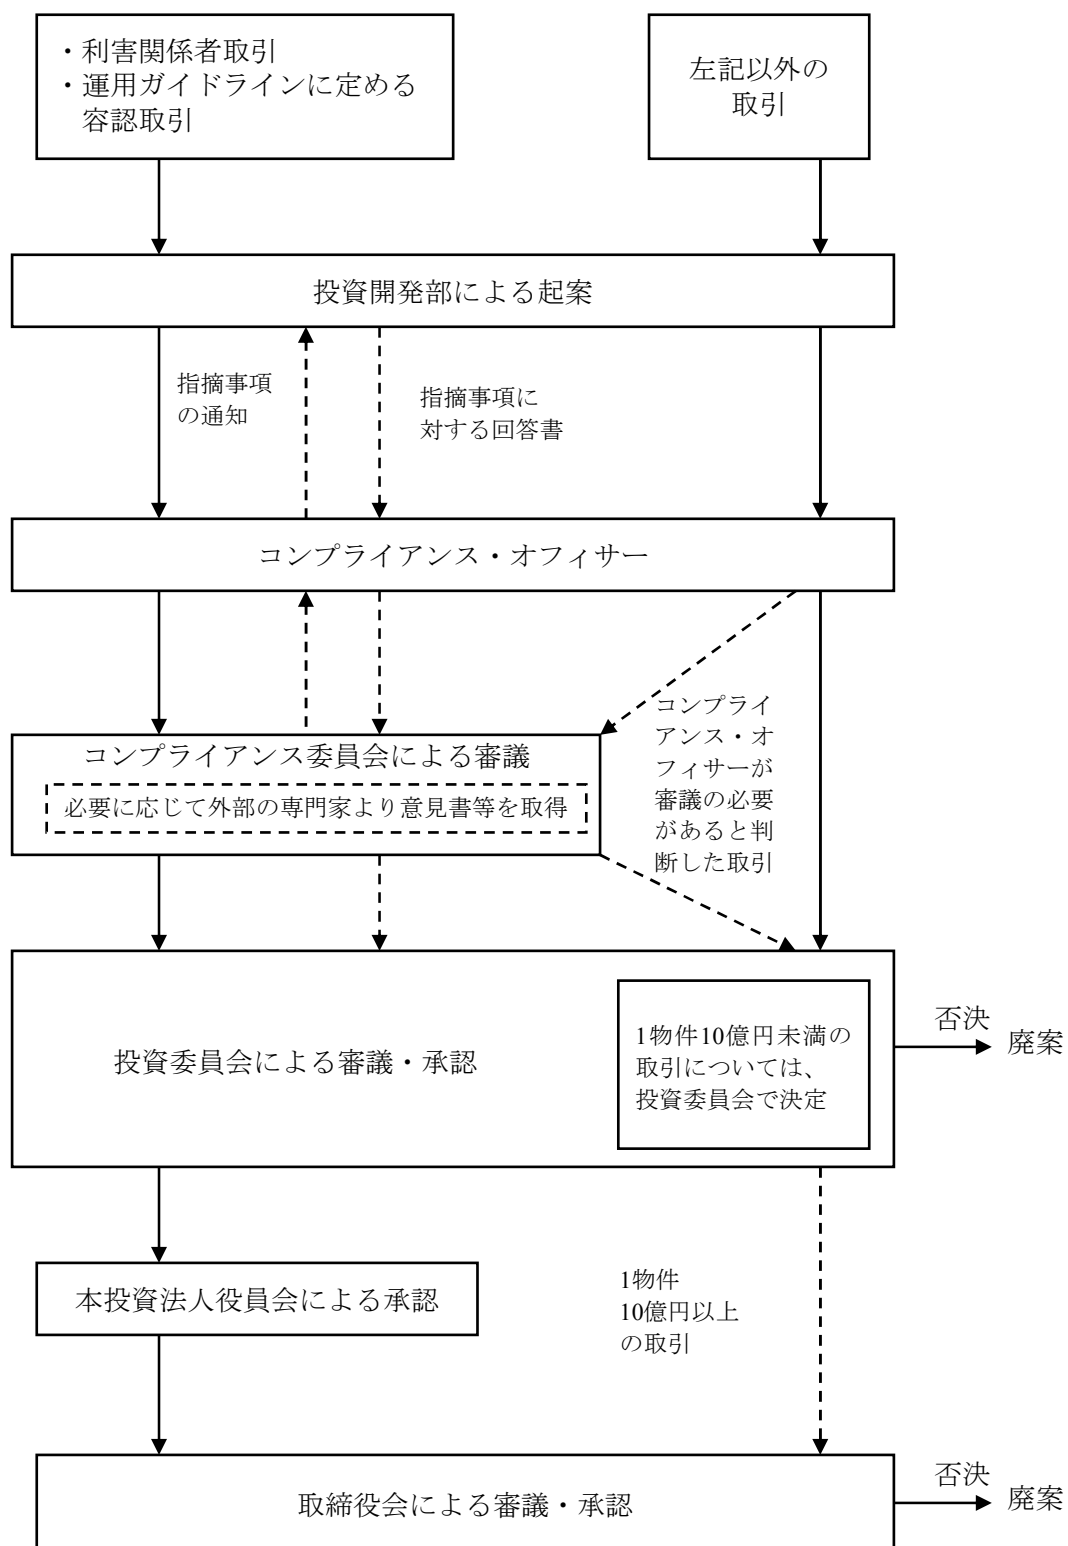 ・利害関係者取引
・運用ガイドラインに定める
容認取引
左記以外の
取引
投資開発部による起案
指摘事項
の通知
指摘事項に
対する回答書
コンプライアンス・オフィサー
コンプライアンス委員会による審議
必要に応じて外部の専門家より意見書等を取得
コンプライ
アンス・オ
フィサーが
審議の必要
があると判
断した取引
投資委員会による審議・承認
1物件10億円未満の
取引については、
投資委員会で決定
否決
廃案
本投資法人役員会による承認
1物件
10億円以上
の取引
取締役会による審議・承認
否決
廃案